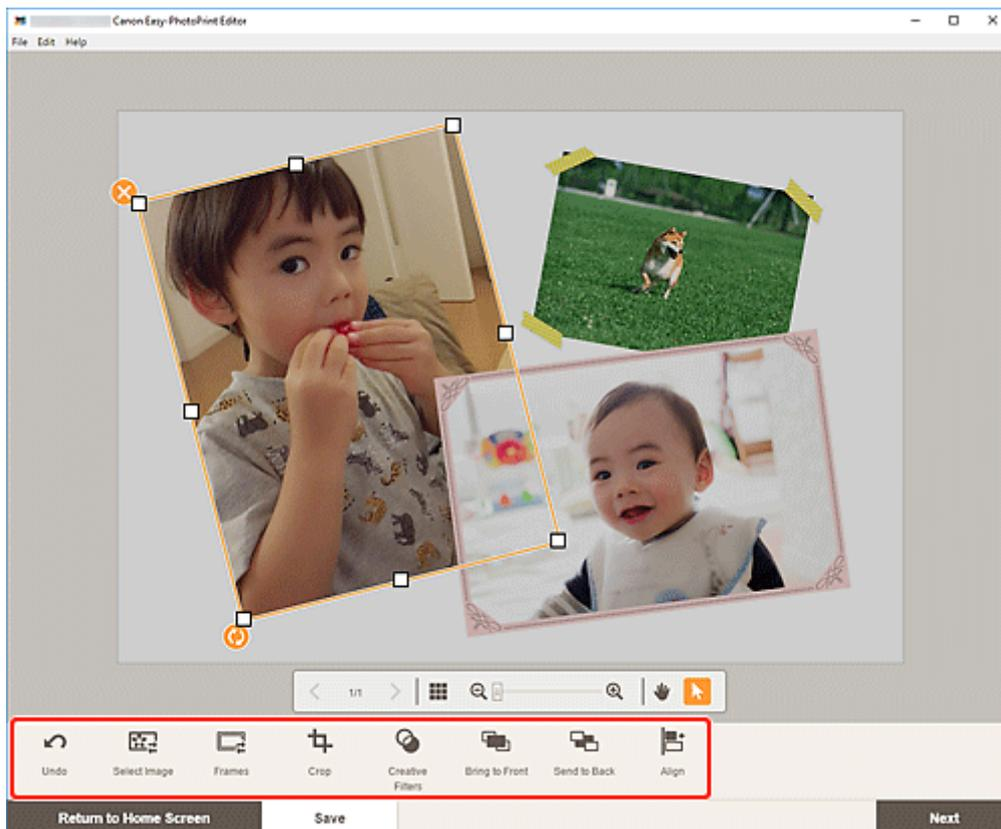 Canon Easy-PhotoPrint Editor
File Edit Help
1/1
Undo Select Image Frames Crop Creative Filters Bring to Front Send to Back Align
Return to Home Screen Save Next